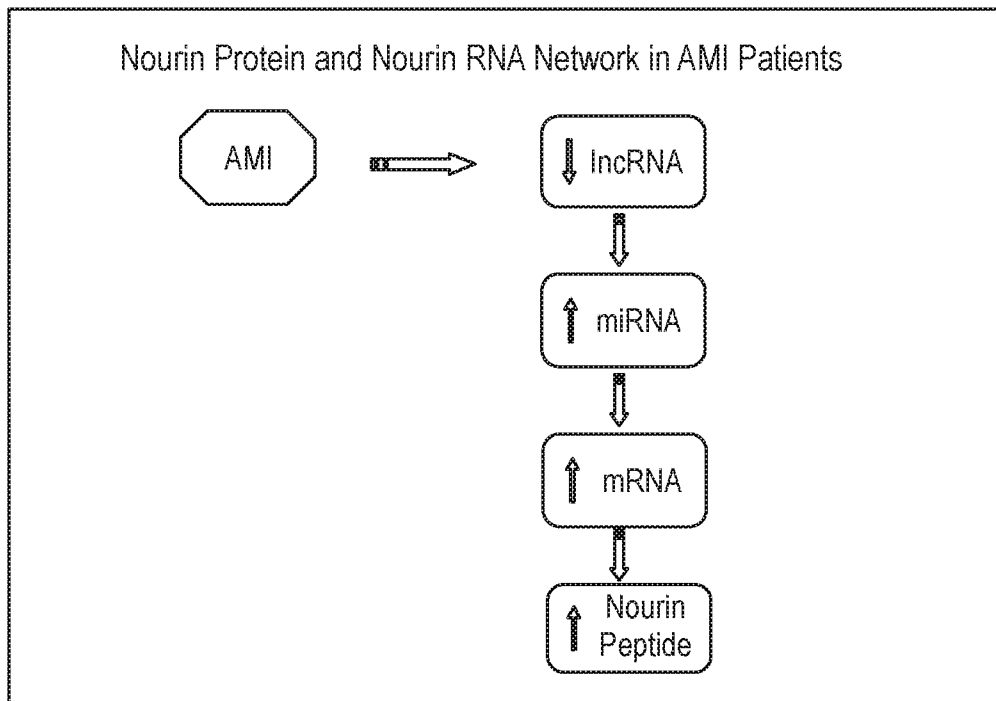 Nourin Protein and Nourin RNA Network in AMI Patients
AMI
lncRNA
miRNA
mRNA
Nourin
Peptide